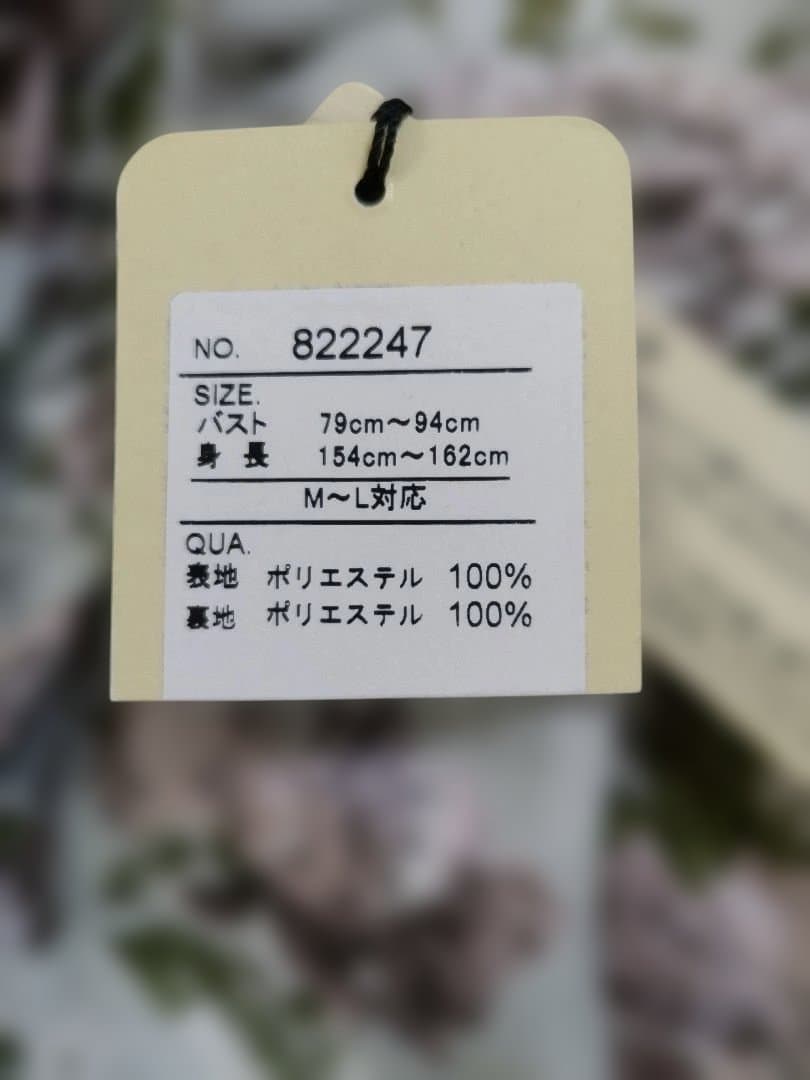 NO. 822247
SIZE.
バスト 79cm～94cm
身長 154cm～162cm
M～L対応
QUA.
表地 ポリエステル 100%
裏地 ポリエステル 100%